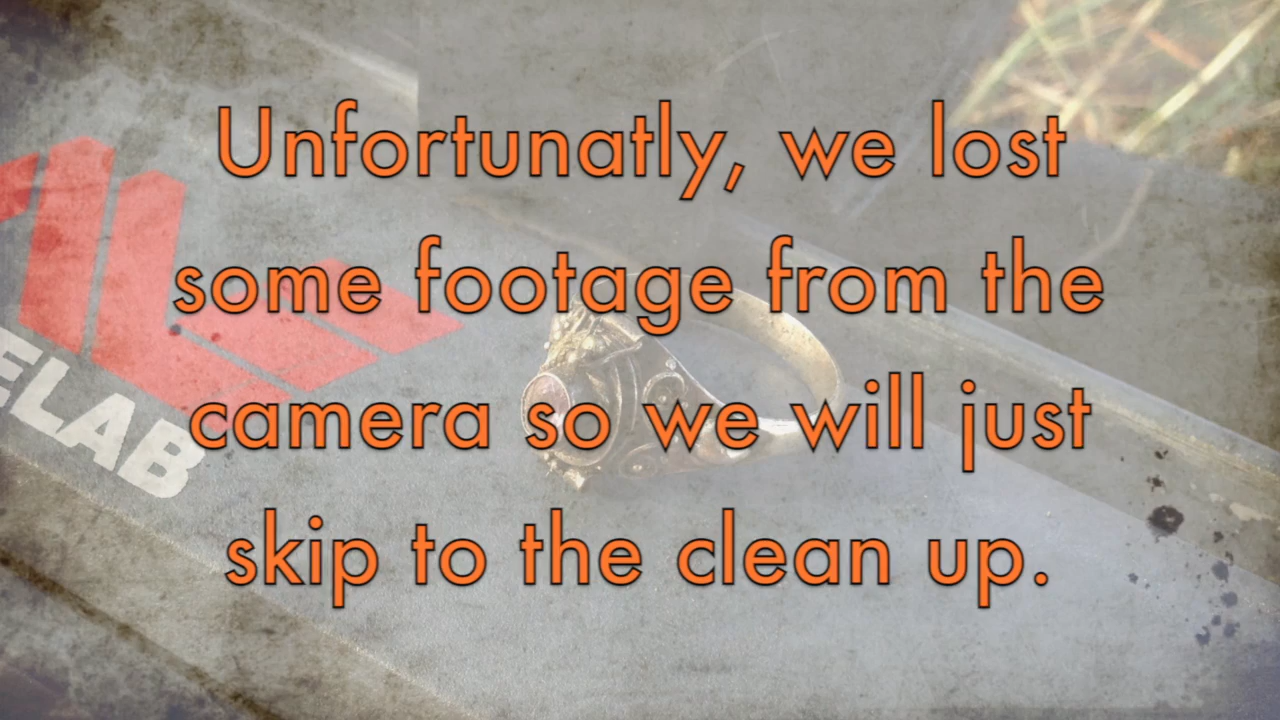 Unfortunatly, we lost
some footage from the
camera so we will just
skip to the clean up.
ELAB